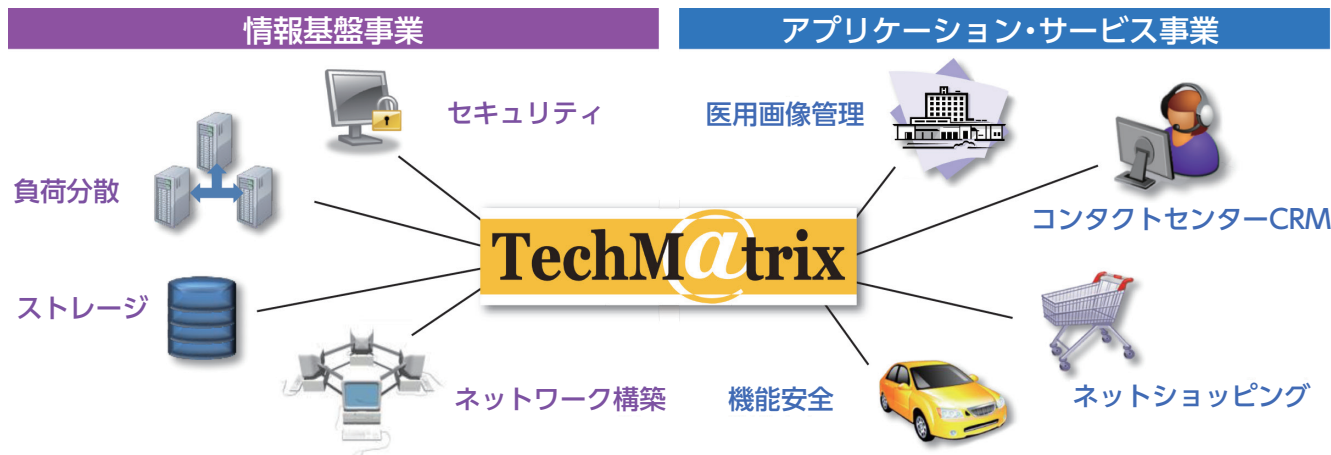 情報基盤事業
アプリケーション・サービス事業
セキュリティ
医用画像管理
負荷分散
コンタクトセンターCRM
TechM@trix
ストレージ
ネットワーク構築
機能安全
ネットショッピング